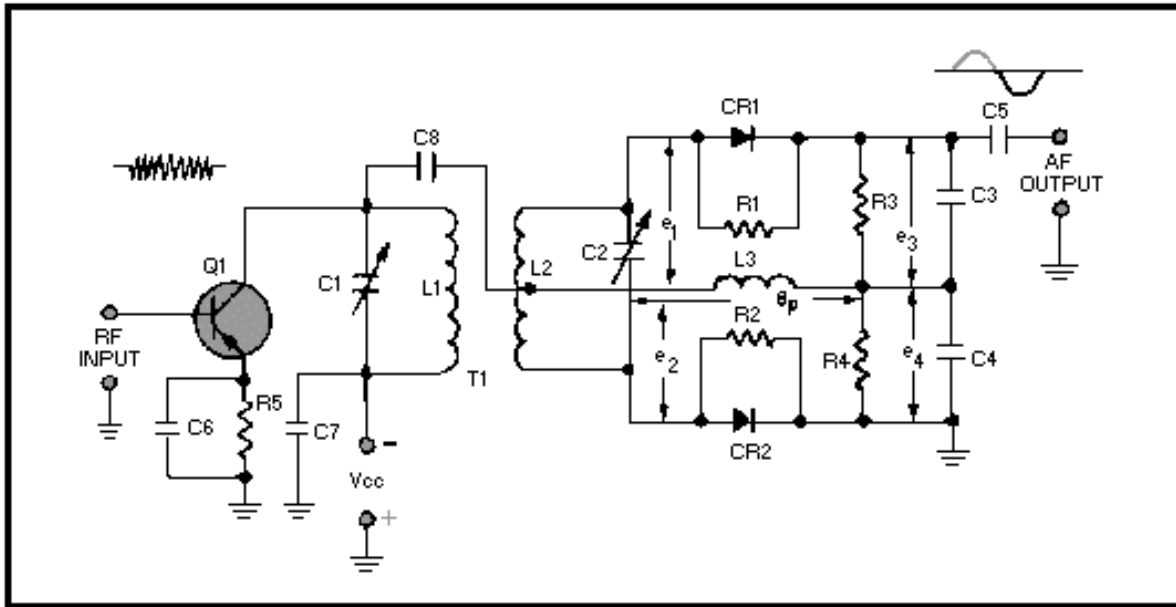 CR1
C5
C8
AF
OUTPUT
R1
R3
C3
e1
e3
C2
L3
Q1
C1
L1
L2
θp
RF
INPUT
R2
e2
R4
e4
C4
T1
R5
C6
C7
-
CR2
Vcc
+